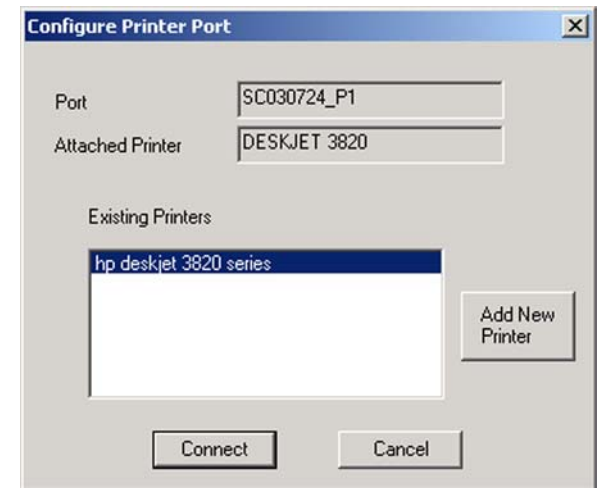 Configure Printer Port
Port
SC030724_P1
Attached Printer
DESKJET 3820
Existing Printers
hp deskjet 3820 series
Add New
Printer
Connect
Cancel